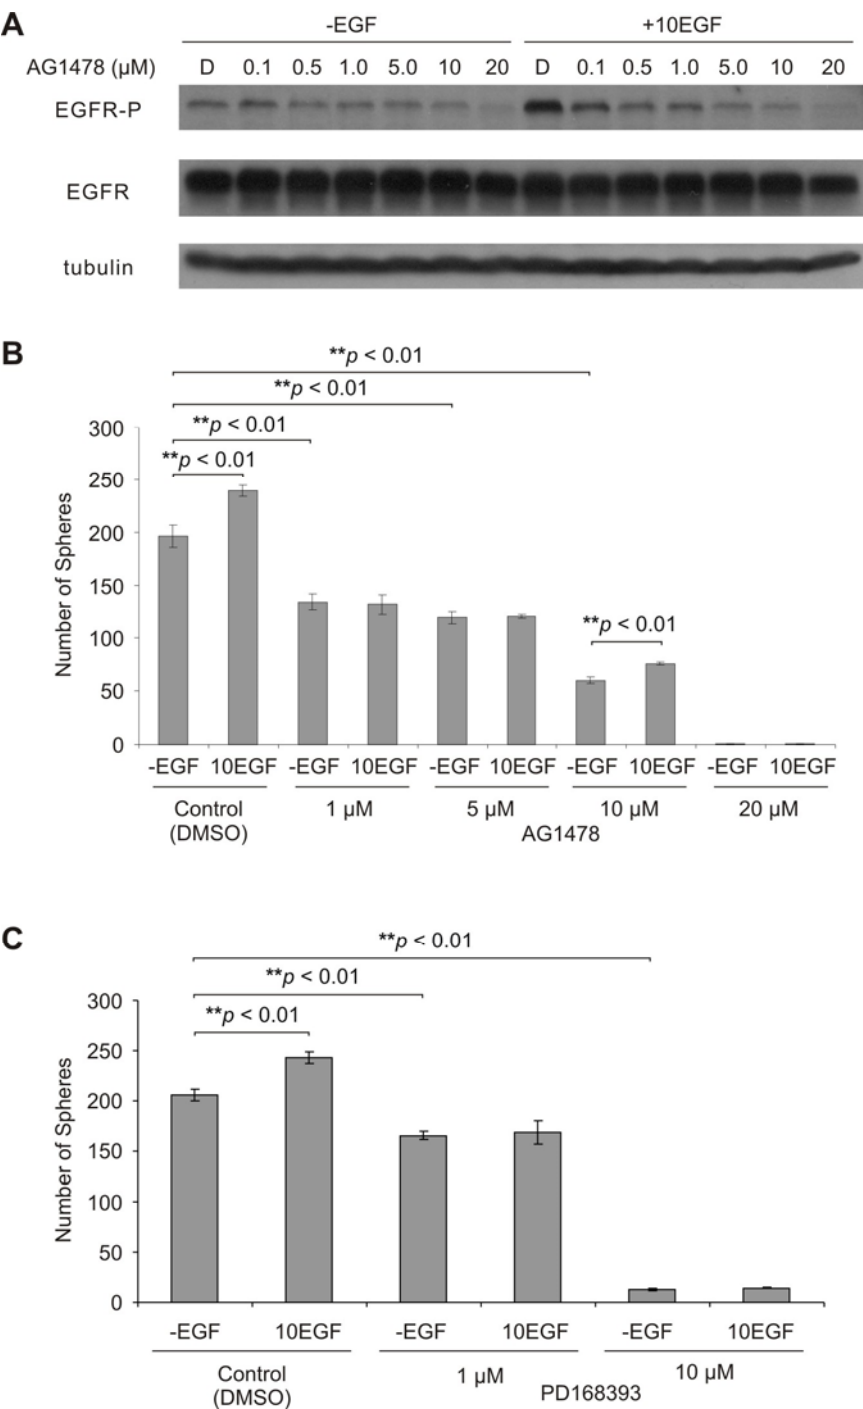 A
-EGF +10EGF
AG1478 (µM) D 0.1 0.5 1.0 5.0 10 20 D 0.1 0.5 1.0 5.0 10 20
EGFR-P
EGFR
tubulin
B
**p < 0.01
**p < 0.01
**p < 0.01
**p < 0.01
300
250
200
150
100
50
0
Number of Spheres
**p < 0.01
-EGF 10EGF -EGF 10EGF -EGF 10EGF -EGF 10EGF -EGF 10EGF
Control 1 µM 5 µM 10 µM 20 µM
(DMSO) AG1478
C
**p < 0.01
**p < 0.01
**p < 0.01
300
250
200
150
100
50
0
Number of Spheres
-EGF 10EGF -EGF 10EGF -EGF 10EGF
Control 1 µM 10 µM
(DMSO) PD168393